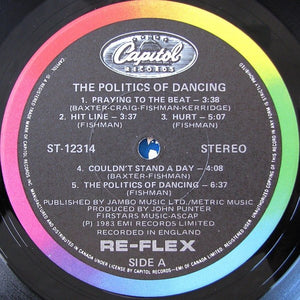 Capitol
RECORDS
THE POLITICS OF DANCING
1. PRAYING TO THE BEAT – 3:38
(BAXTER-CRAIG-FISHMAN-KERRIDGE)
2. HIT LINE – 3:37 3. HURT – 5:07
(FISHMAN) (FISHMAN)
ST-12314 STEREO
4. COULDN'T STAND A DAY – 4:08
(BAXTER-FISHMAN)
5. THE POLITICS OF DANCING – 6:32
(FISHMAN)
PUBLISHED BY JAMBO MUSIC LTD./METRIC MUSIC.
PRODUCED BY JOHN PUNTER
FIRSTARS MUSIC-ASCAP
Ⓟ 1983 EMI RECORDS LIMITED
RECORDED IN ENGLAND
RE-FLEX
SIDE A